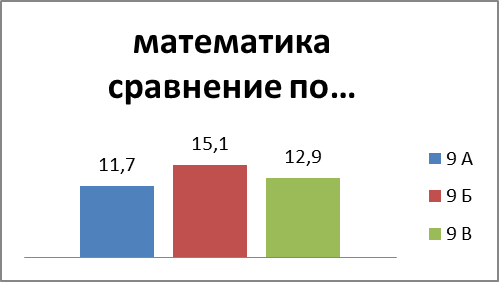 математика
сравнение по...
15,1
12,9
11,7
9 А
9 Б
9 В